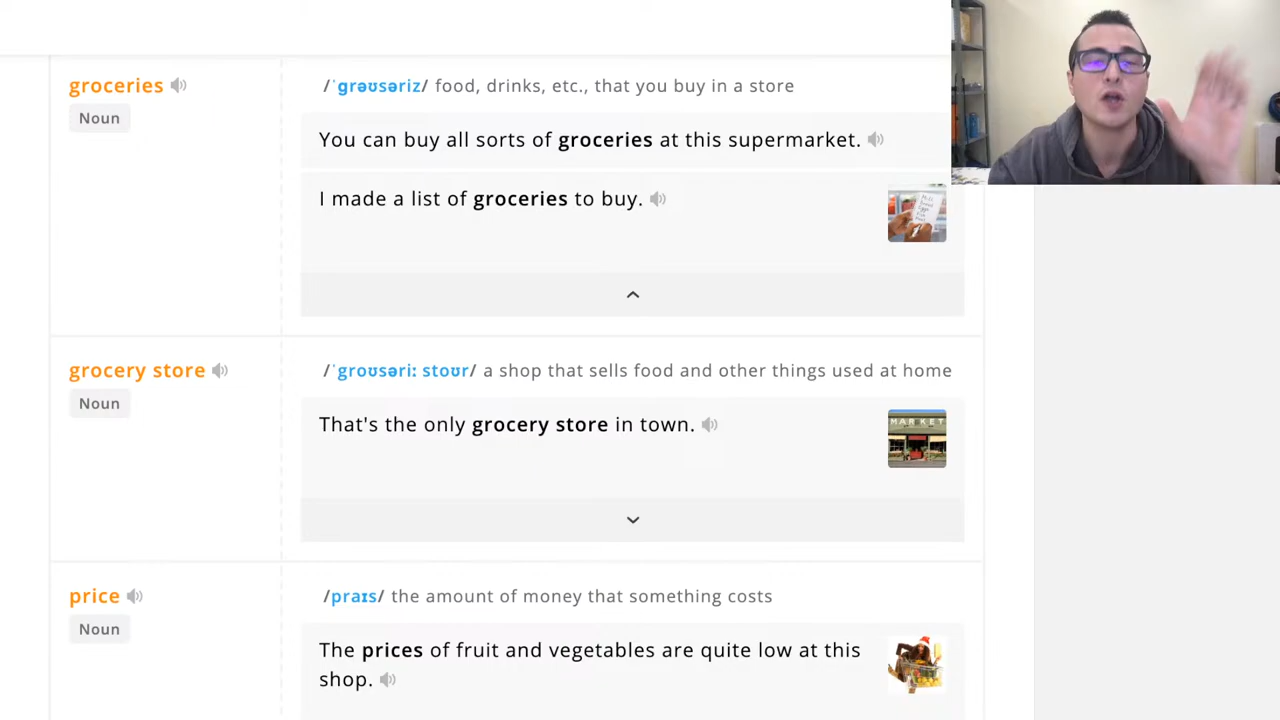 groceries
Noun
/ˈgrəʊsəriz/ food, drinks, etc., that you buy in a store
You can buy all sorts of groceries at this supermarket.
I made a list of groceries to buy.
grocery store
Noun
/ˈgroʊsəri: stoʊr/ a shop that sells food and other things used at home
That's the only grocery store in town.
MARKET
price
Noun
/praɪs/ the amount of money that something costs
The prices of fruit and vegetables are quite low at this
shop.